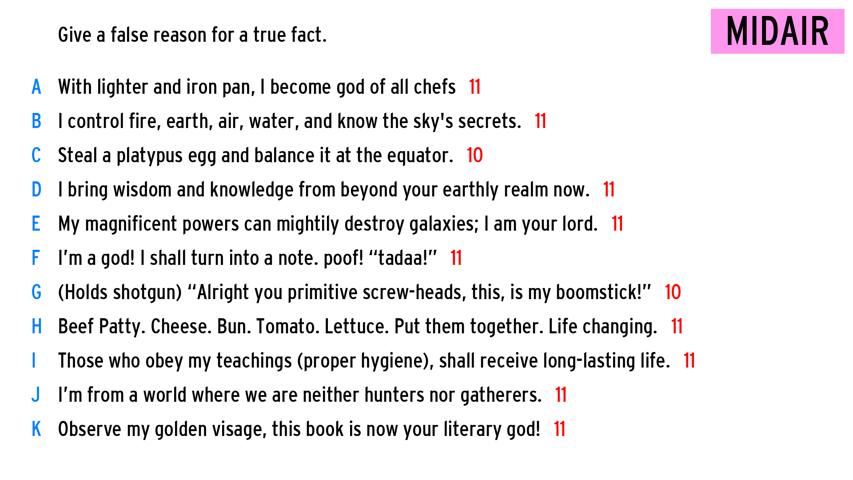 Give a false reason for a true fact.
MIDAIR
A With lighter and iron pan, I become god of all chefs 11
B I control fire, earth, air, water, and know the sky's secrets. 11
C Steal a platypus egg and balance it at the equator. 10
D I bring wisdom and knowledge from beyond your earthly realm now. 11
E My magnificent powers can mightily destroy galaxies; I am your lord. 11
F I’m a god! I shall turn into a note. poof! “tadaa!” 11
G (Holds shotgun) “Alright you primitive screw-heads, this, is my boomstick!” 10
H Beef Patty. Cheese. Bun. Tomato. Lettuce. Put them together. Life changing. 11
I Those who obey my teachings (proper hygiene), shall receive long-lasting life. 11
J I’m from a world where we are neither hunters nor gatherers. 11
K Observe my golden visage, this book is now your literary god! 11